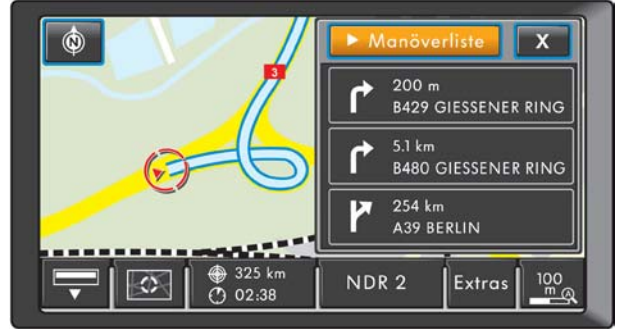 3
Manöverliste
X
200 m
B429 GIESSENER RING
5.1 km
B480 GIESSENER RING
254 km
A39 BERLIN
325 km
02:38
NDR 2
Extras
100
m